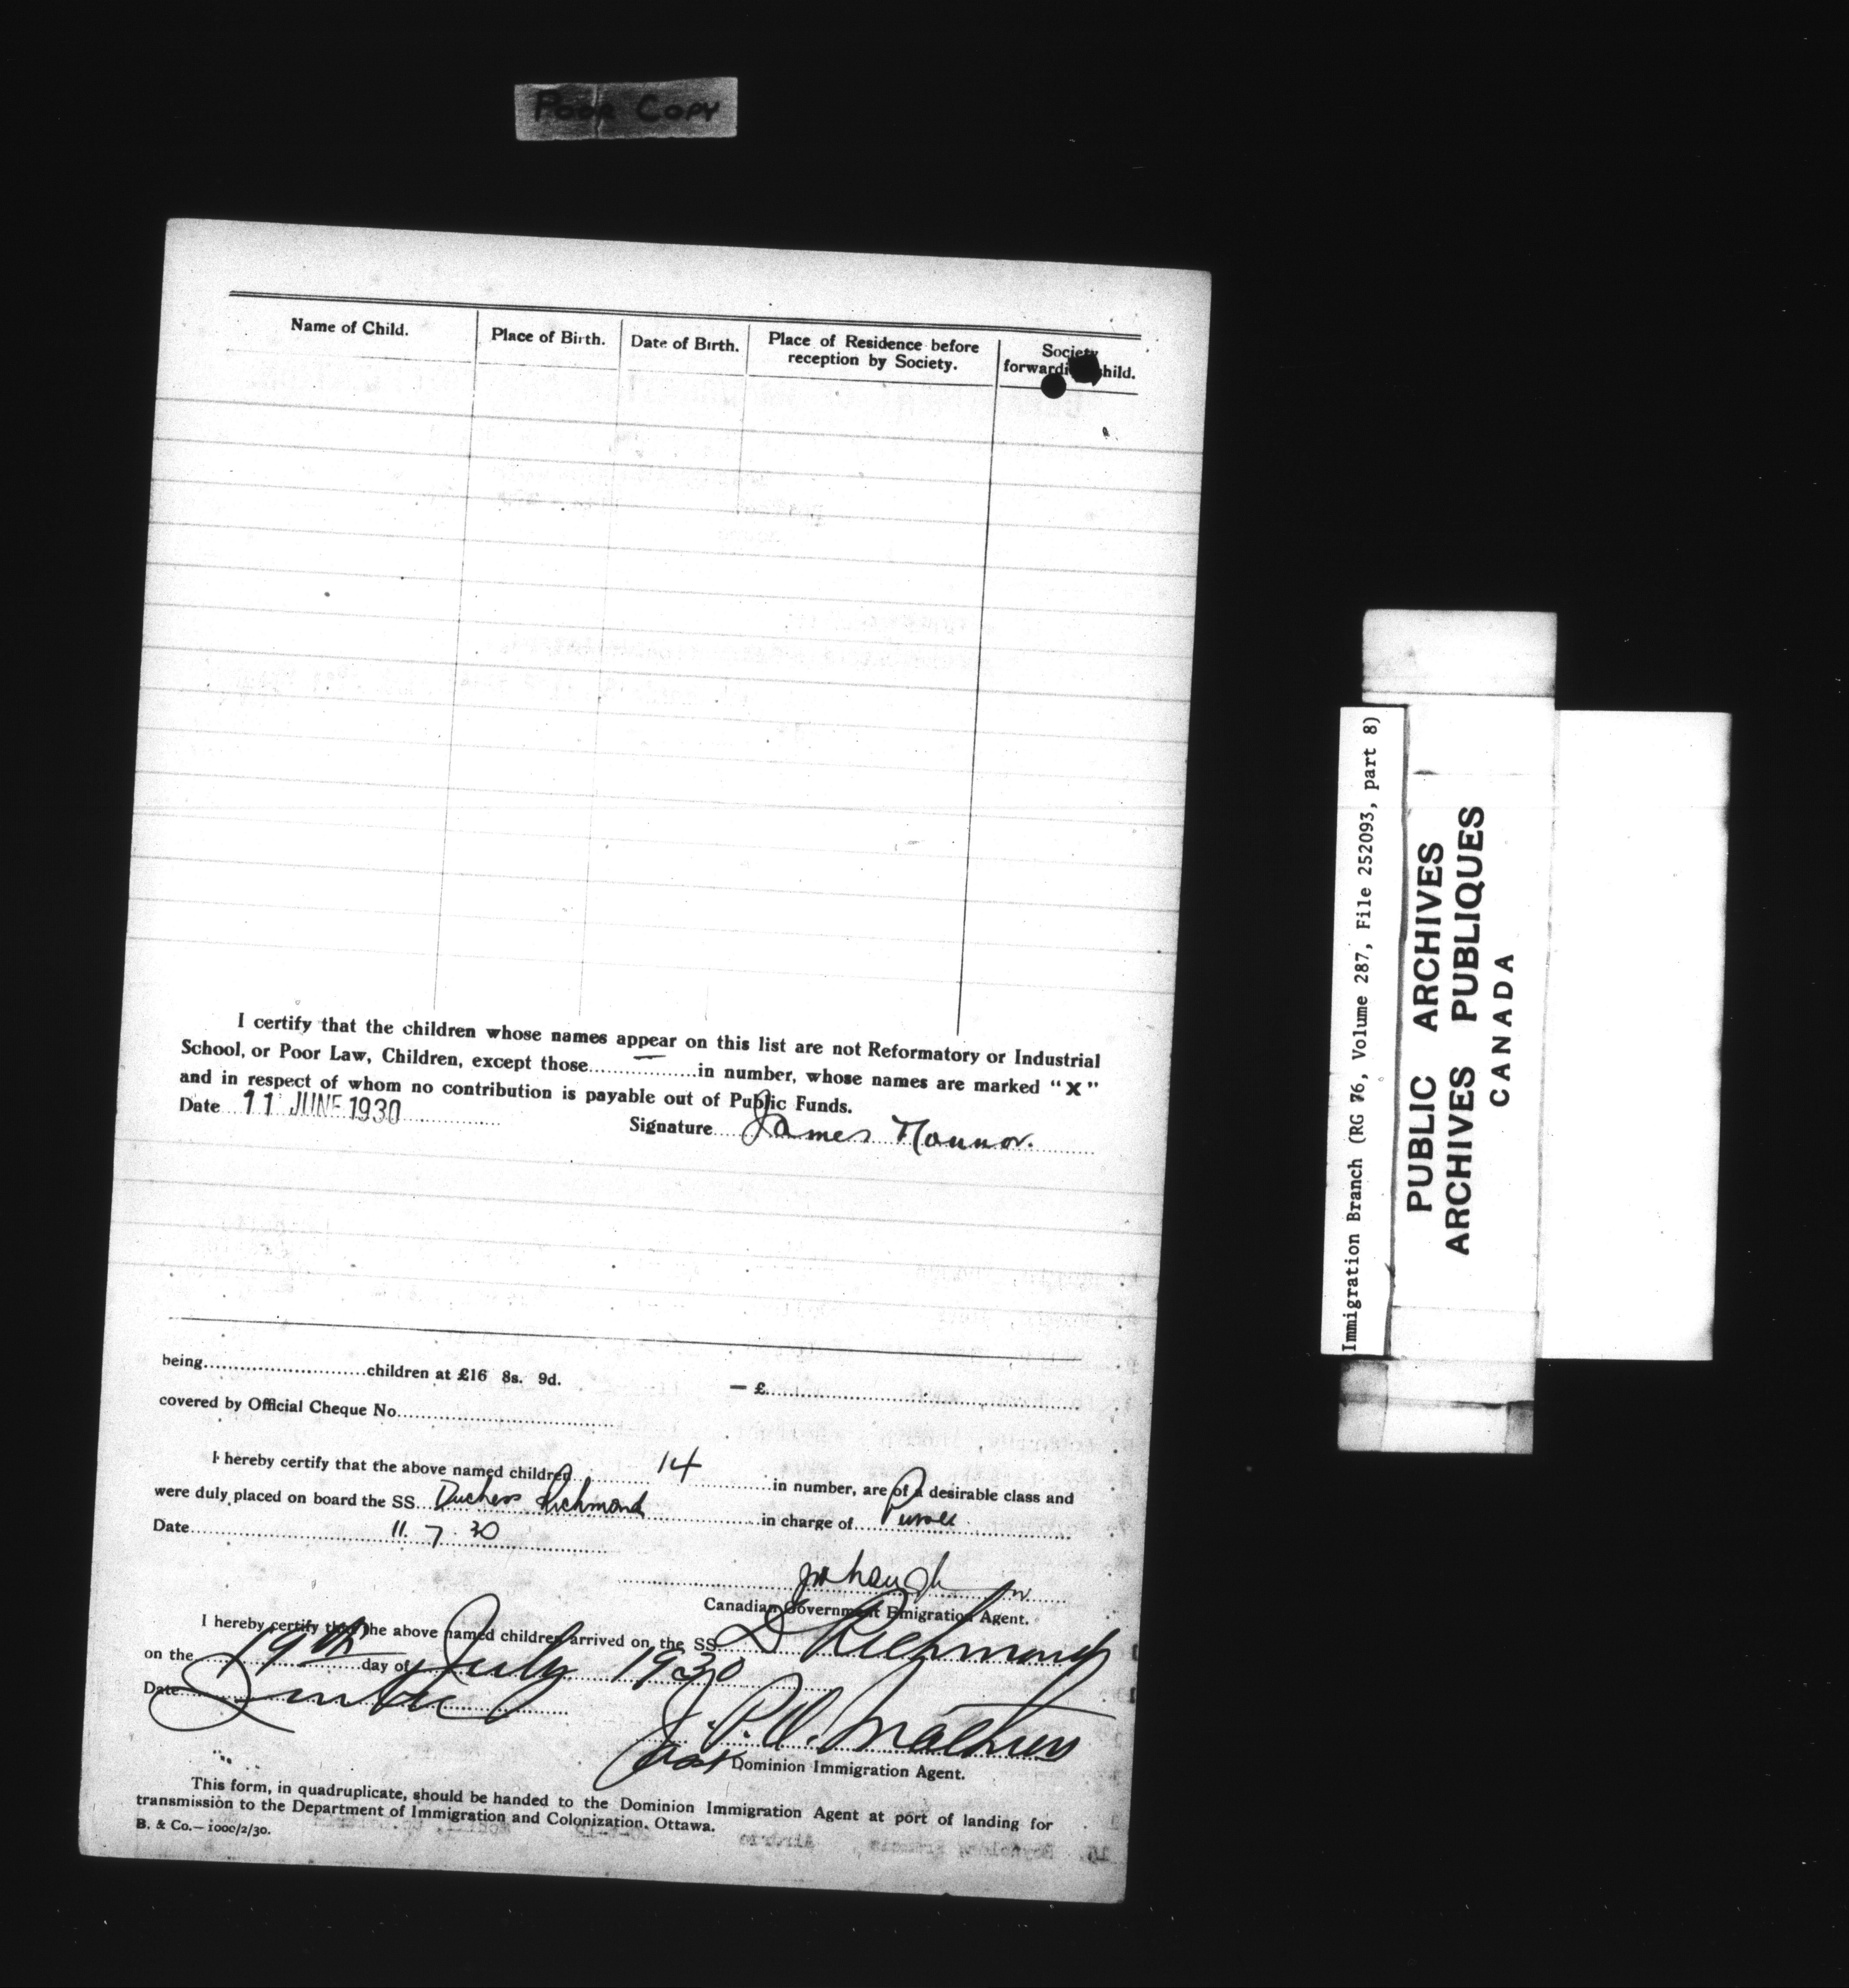 POOR COPY
Name of Child. Place of Birth. Date of Birth. Place of Residence before reception by Society. Society forwardi hild.
I certify that the children whose names appear on this list are not Reformatory or Industrial
School, or Poor Law, Children, except those.......—.......in number, whose names are marked "X"
and in respect of whom no contribution is payable out of Public Funds.
Date 11 JUNE 1930 Signature James
being........................children at £16 8s. 9d. — £........................
covered by Official Cheque No........................
I hereby certify that the above named children 14 in number, are of a desirable class and
were duly placed on board the SS. Duchess Richmond in charge of Purser
Date 11. 7. 30
Canadian Government Emigration Agent.
I hereby certify that the above named children arrived on the SS. D Richmond
on the 19th day of July 1930
Date
Dominion Immigration Agent.
This form, in quadruplicate, should be handed to the Dominion Immigration Agent at port of landing for
transmission to the Department of Immigration and Colonization, Ottawa.
B. & Co.—1000/2/30.
Immigration Branch (RG 76, Volume 287, File 252093, part 8)
PUBLIC ARCHIVES
ARCHIVES PUBLIQUES
CANADA